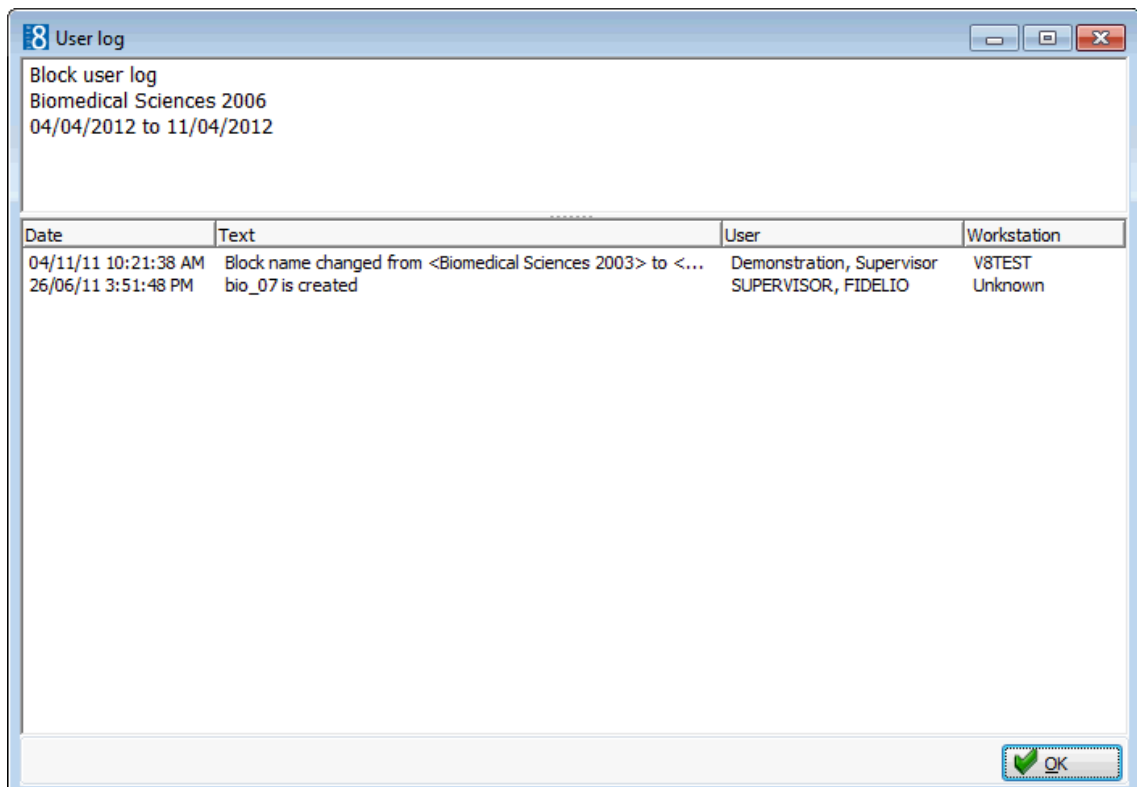 8 User log
Block user log
Biomedical Sciences 2006
04/04/2012 to 11/04/2012
Date Text User Workstation
04/11/11 10:21:38 AM Block name changed from <Biomedical Sciences 2003> to <... Demonstration, Supervisor V8TEST
26/06/11 3:51:48 PM bio_07 is created SUPERVISOR, FIDELIO Unknown
OK